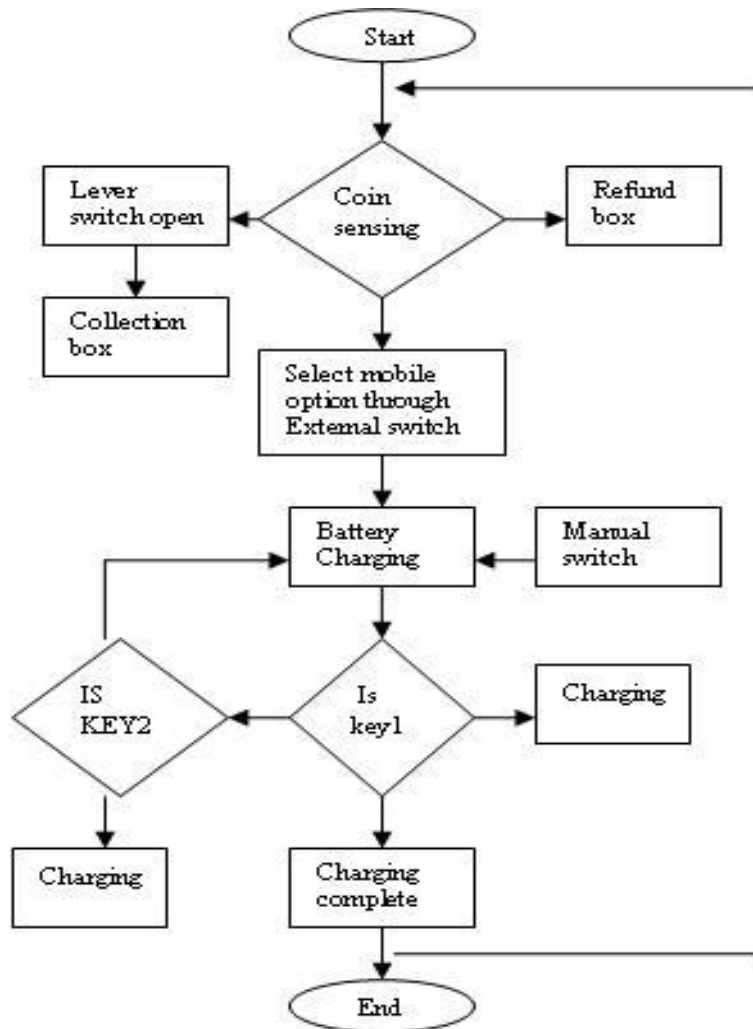 Start
Lever
switch open
Coin
sensing
Refund
box
Collection
box
Select mobile
option through
External switch
Battery
Charging
Manual
switch
IS
KEY2
Is
key1
Charging
Charging
Charging
complete
End